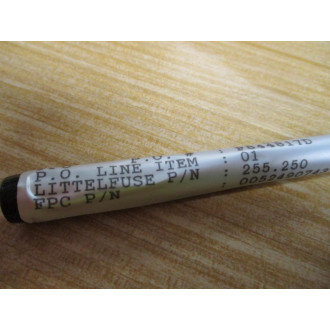 P.O. LINE ITEM : 01
LITTELFUSE P/N : 255.250
FPC P/N :